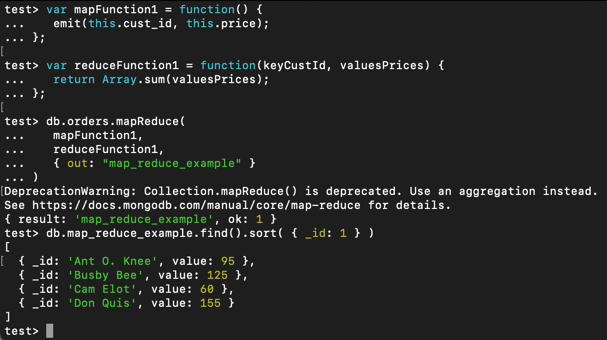 test> var mapFunction1 = function() {
...     emit(this.cust_id, this.price);
... };
[
test> var reduceFunction1 = function(keyCustId, valuesPrices) {
...     return Array.sum(valuesPrices);
... };
[
test> db.orders.mapReduce(
...     mapFunction1,
...     reduceFunction1,
...     { out: "map_reduce_example" }
... )
[DeprecationWarning: Collection.mapReduce() is deprecated. Use an aggregation instead.
See https://docs.mongodb.com/manual/core/map-reduce for details.
{ result: 'map_reduce_example', ok: 1 }
test> db.map_reduce_example.find().sort( { _id: 1 } )
[
[  { _id: 'Ant O. Knee', value: 95 },
  { _id: 'Busby Bee', value: 125 },
  { _id: 'Cam Elot', value: 60 },
  { _id: 'Don Quis', value: 155 }
]
test>